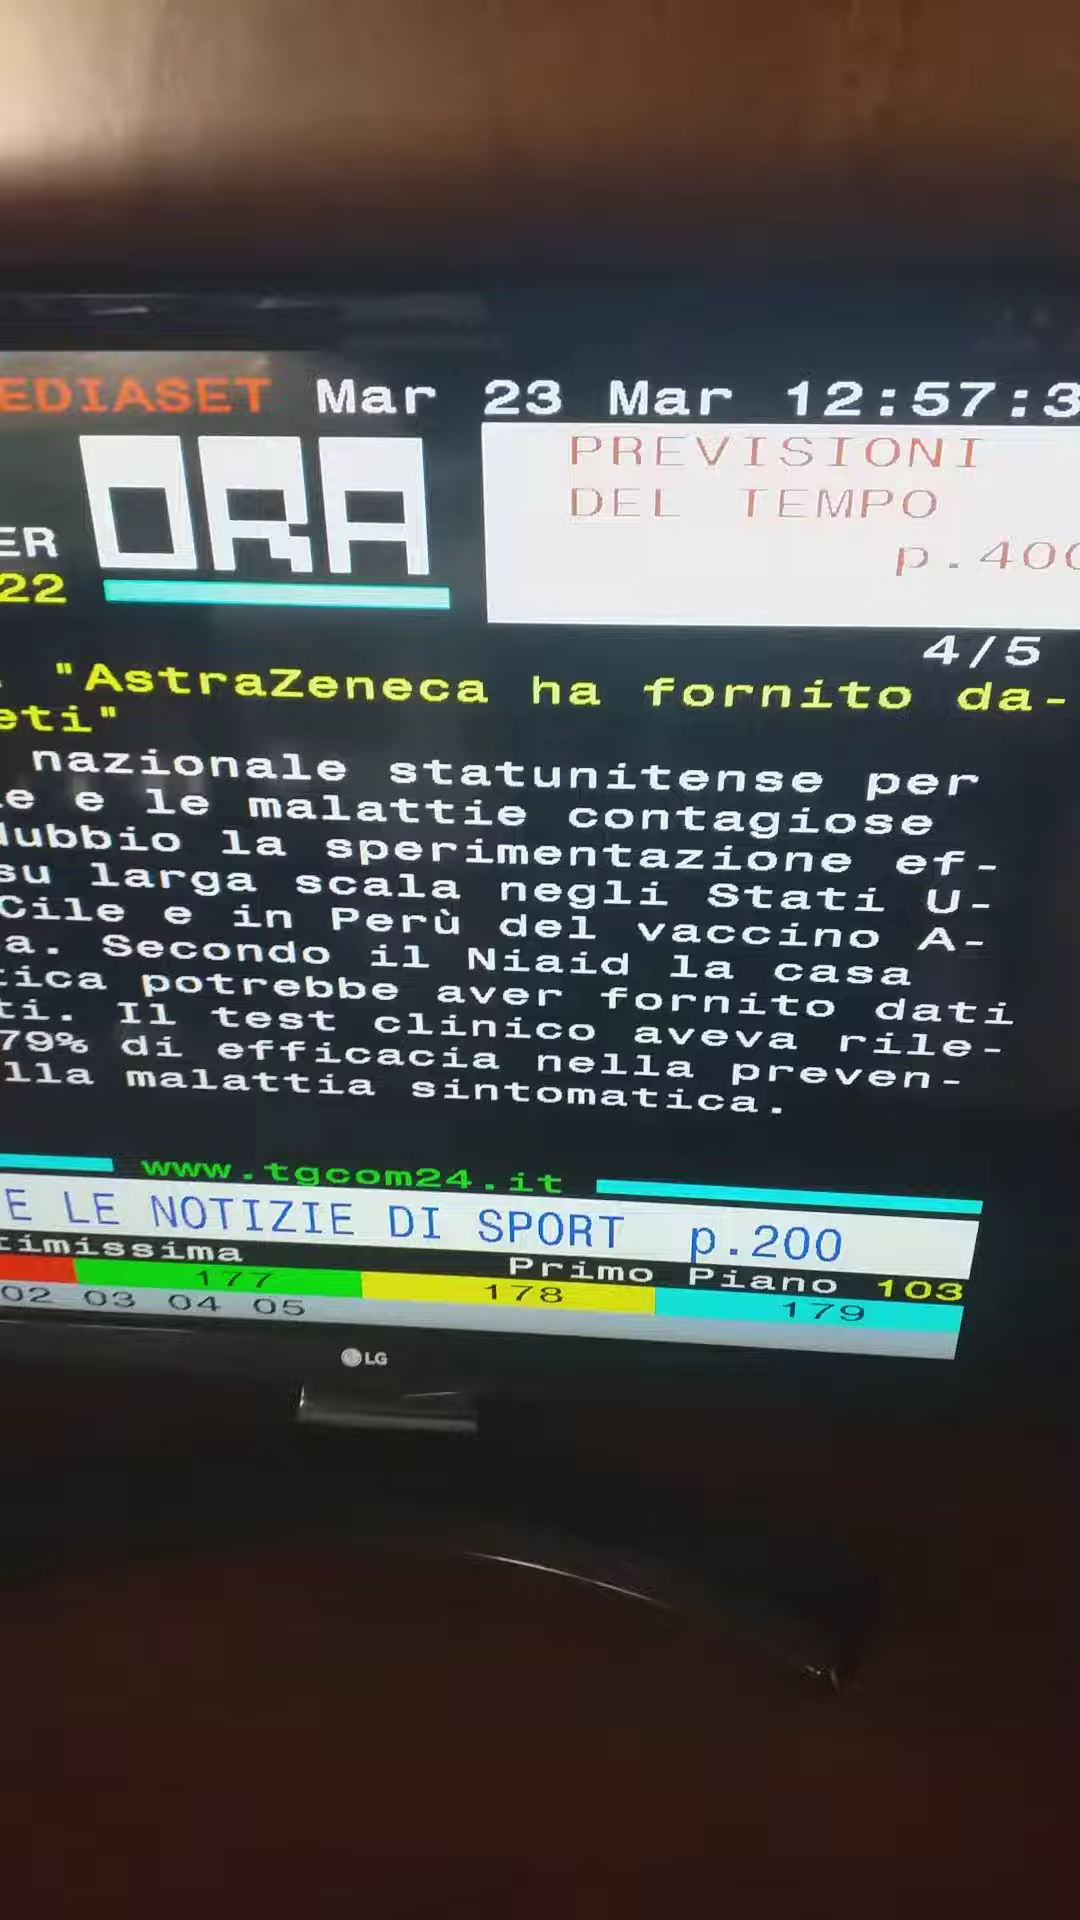 EDIASET Mar 23 Mar 12:57:3
ORA
PREVISIONI
DEL TEMPO
p.400
ER
22
4/5
"AstraZeneca ha fornito da-
eti"
nazionale statunitense per
e e le malattie contagiose
dubbio la sperimentazione ef-
su larga scala negli Stati U-
Cile e in Perù del vaccino A-
a. Secondo il Niaid la casa
tica potrebbe aver fornito dati
ti. Il test clinico aveva rile-
79% di efficacia nella preven-
lla malattia sintomatica.
www.tgcom24.it
E LE NOTIZIE DI SPORT p.200
timissima Primo Piano 103
177 178 179
02 03 04 05
LG